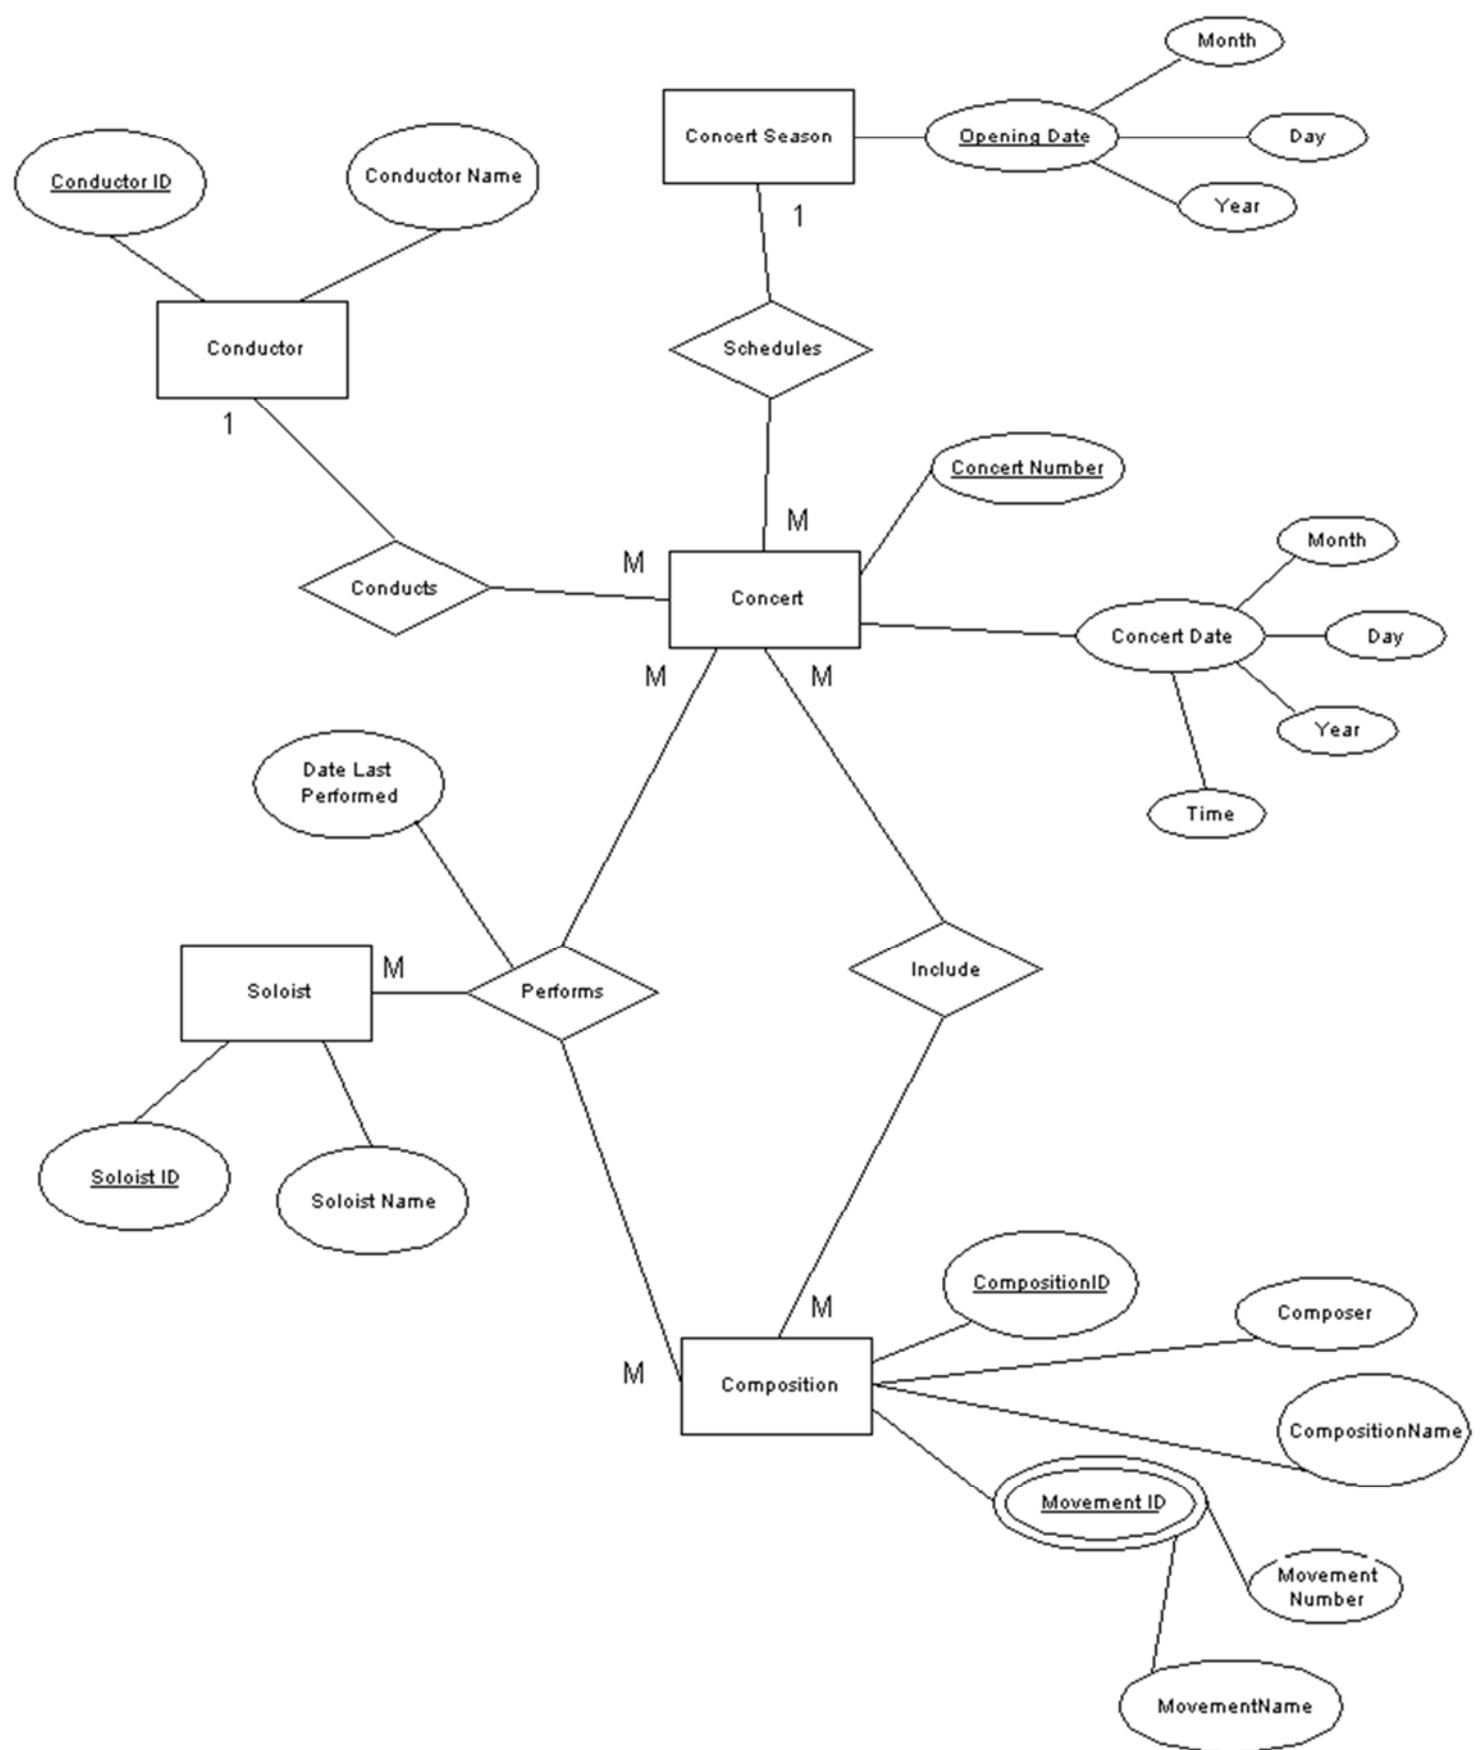 Month
Concert Season
Opening Date
Day
Year
Conductor ID
Conductor Name
1
Conductor
Schedules
1
Concert Number
M
M
Concert
Conducts
Month
Concert Date
Day
Year
Time
M
M
Date Last
Performed
Soloist
M
Performs
Include
Soloist ID
Soloist Name
CompositionID
Composer
M
M
Composition
CompositionName
Movement ID
Movement
Number
MovementName